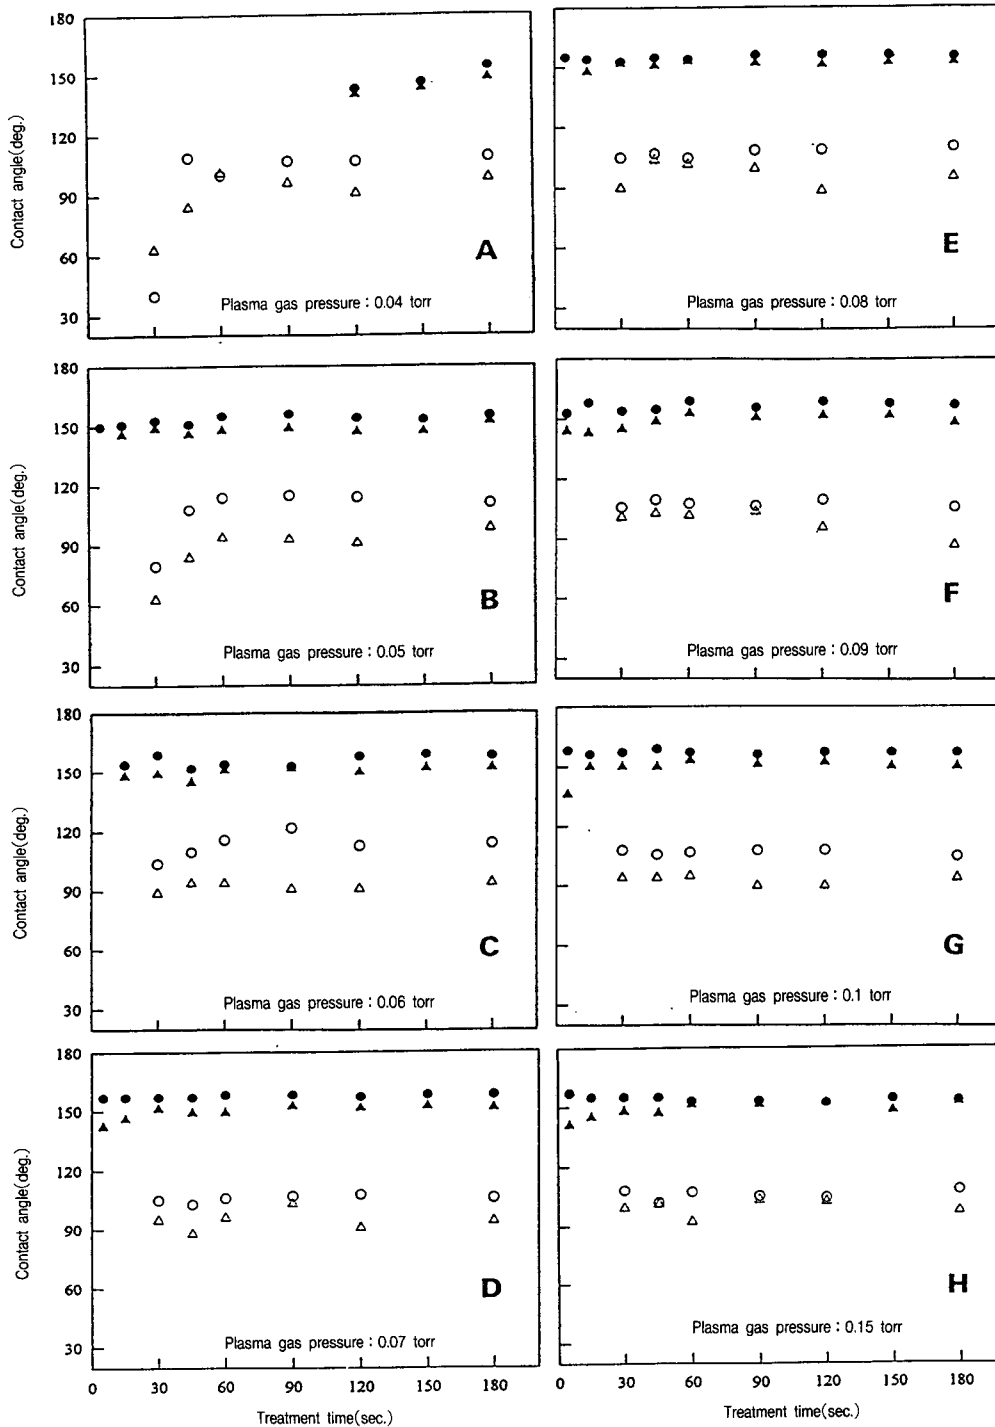 180
150
120
90
60
30
Contact angle(deg.)
A
Plasma gas pressure : 0.04 torr
E
Plasma gas pressure : 0.08 torr
180
150
120
90
60
30
Contact angle(deg.)
B
Plasma gas pressure : 0.05 torr
F
Plasma gas pressure : 0.09 torr
180
150
120
90
60
30
Contact angle(deg.)
C
Plasma gas pressure : 0.06 torr
G
Plasma gas pressure : 0.1 torr
180
150
120
90
60
30
Contact angle(deg.)
D
Plasma gas pressure : 0.07 torr
H
Plasma gas pressure : 0.15 torr
0 30 60 90 120 150 180
Treatment time(sec.)
0 30 60 90 120 150 180
Treatment time(sec.)